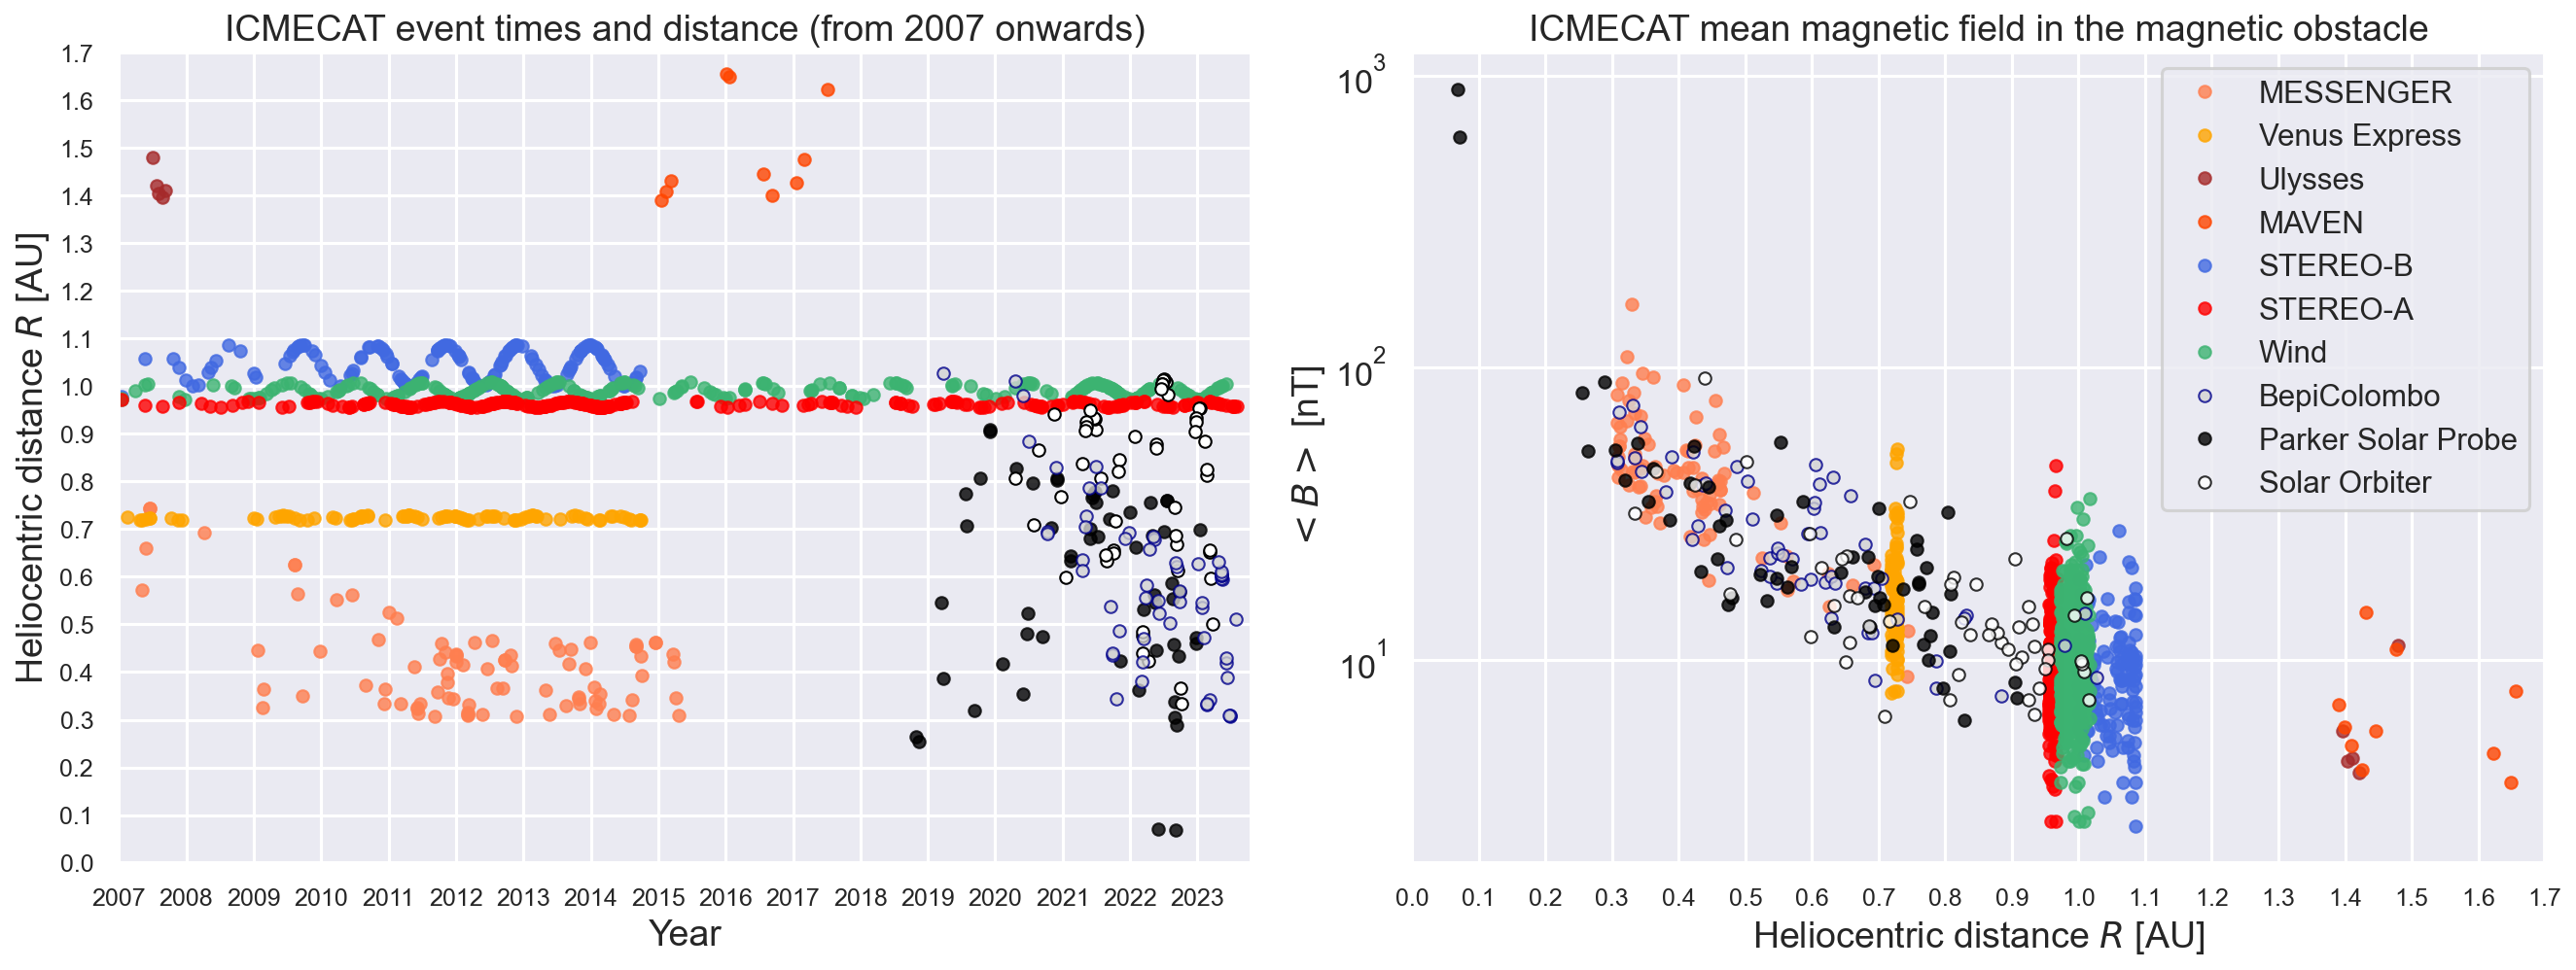 ICMECAT event times and distance (from 2007 onwards)
1.7
1.6
1.5
1.4
1.3
1.2
1.1
1.0
0.9
0.8
0.7
0.6
0.5
0.4
0.3
0.2
0.1
0.0
Heliocentric distance R [AU]
2007 2008 2009 2010 2011 2012 2013 2014 2015 2016 2017 2018 2019 2020 2021 2022 2023
Year
ICMECAT mean magnetic field in the magnetic obstacle
10³
10²
10¹
< B > [nT]
MESSENGER
Venus Express
Ulysses
MAVEN
STEREO-B
STEREO-A
Wind
BepiColombo
Parker Solar Probe
Solar Orbiter
0.0 0.1 0.2 0.3 0.4 0.5 0.6 0.7 0.8 0.9 1.0 1.1 1.2 1.3 1.4 1.5 1.6 1.7
Heliocentric distance R [AU]